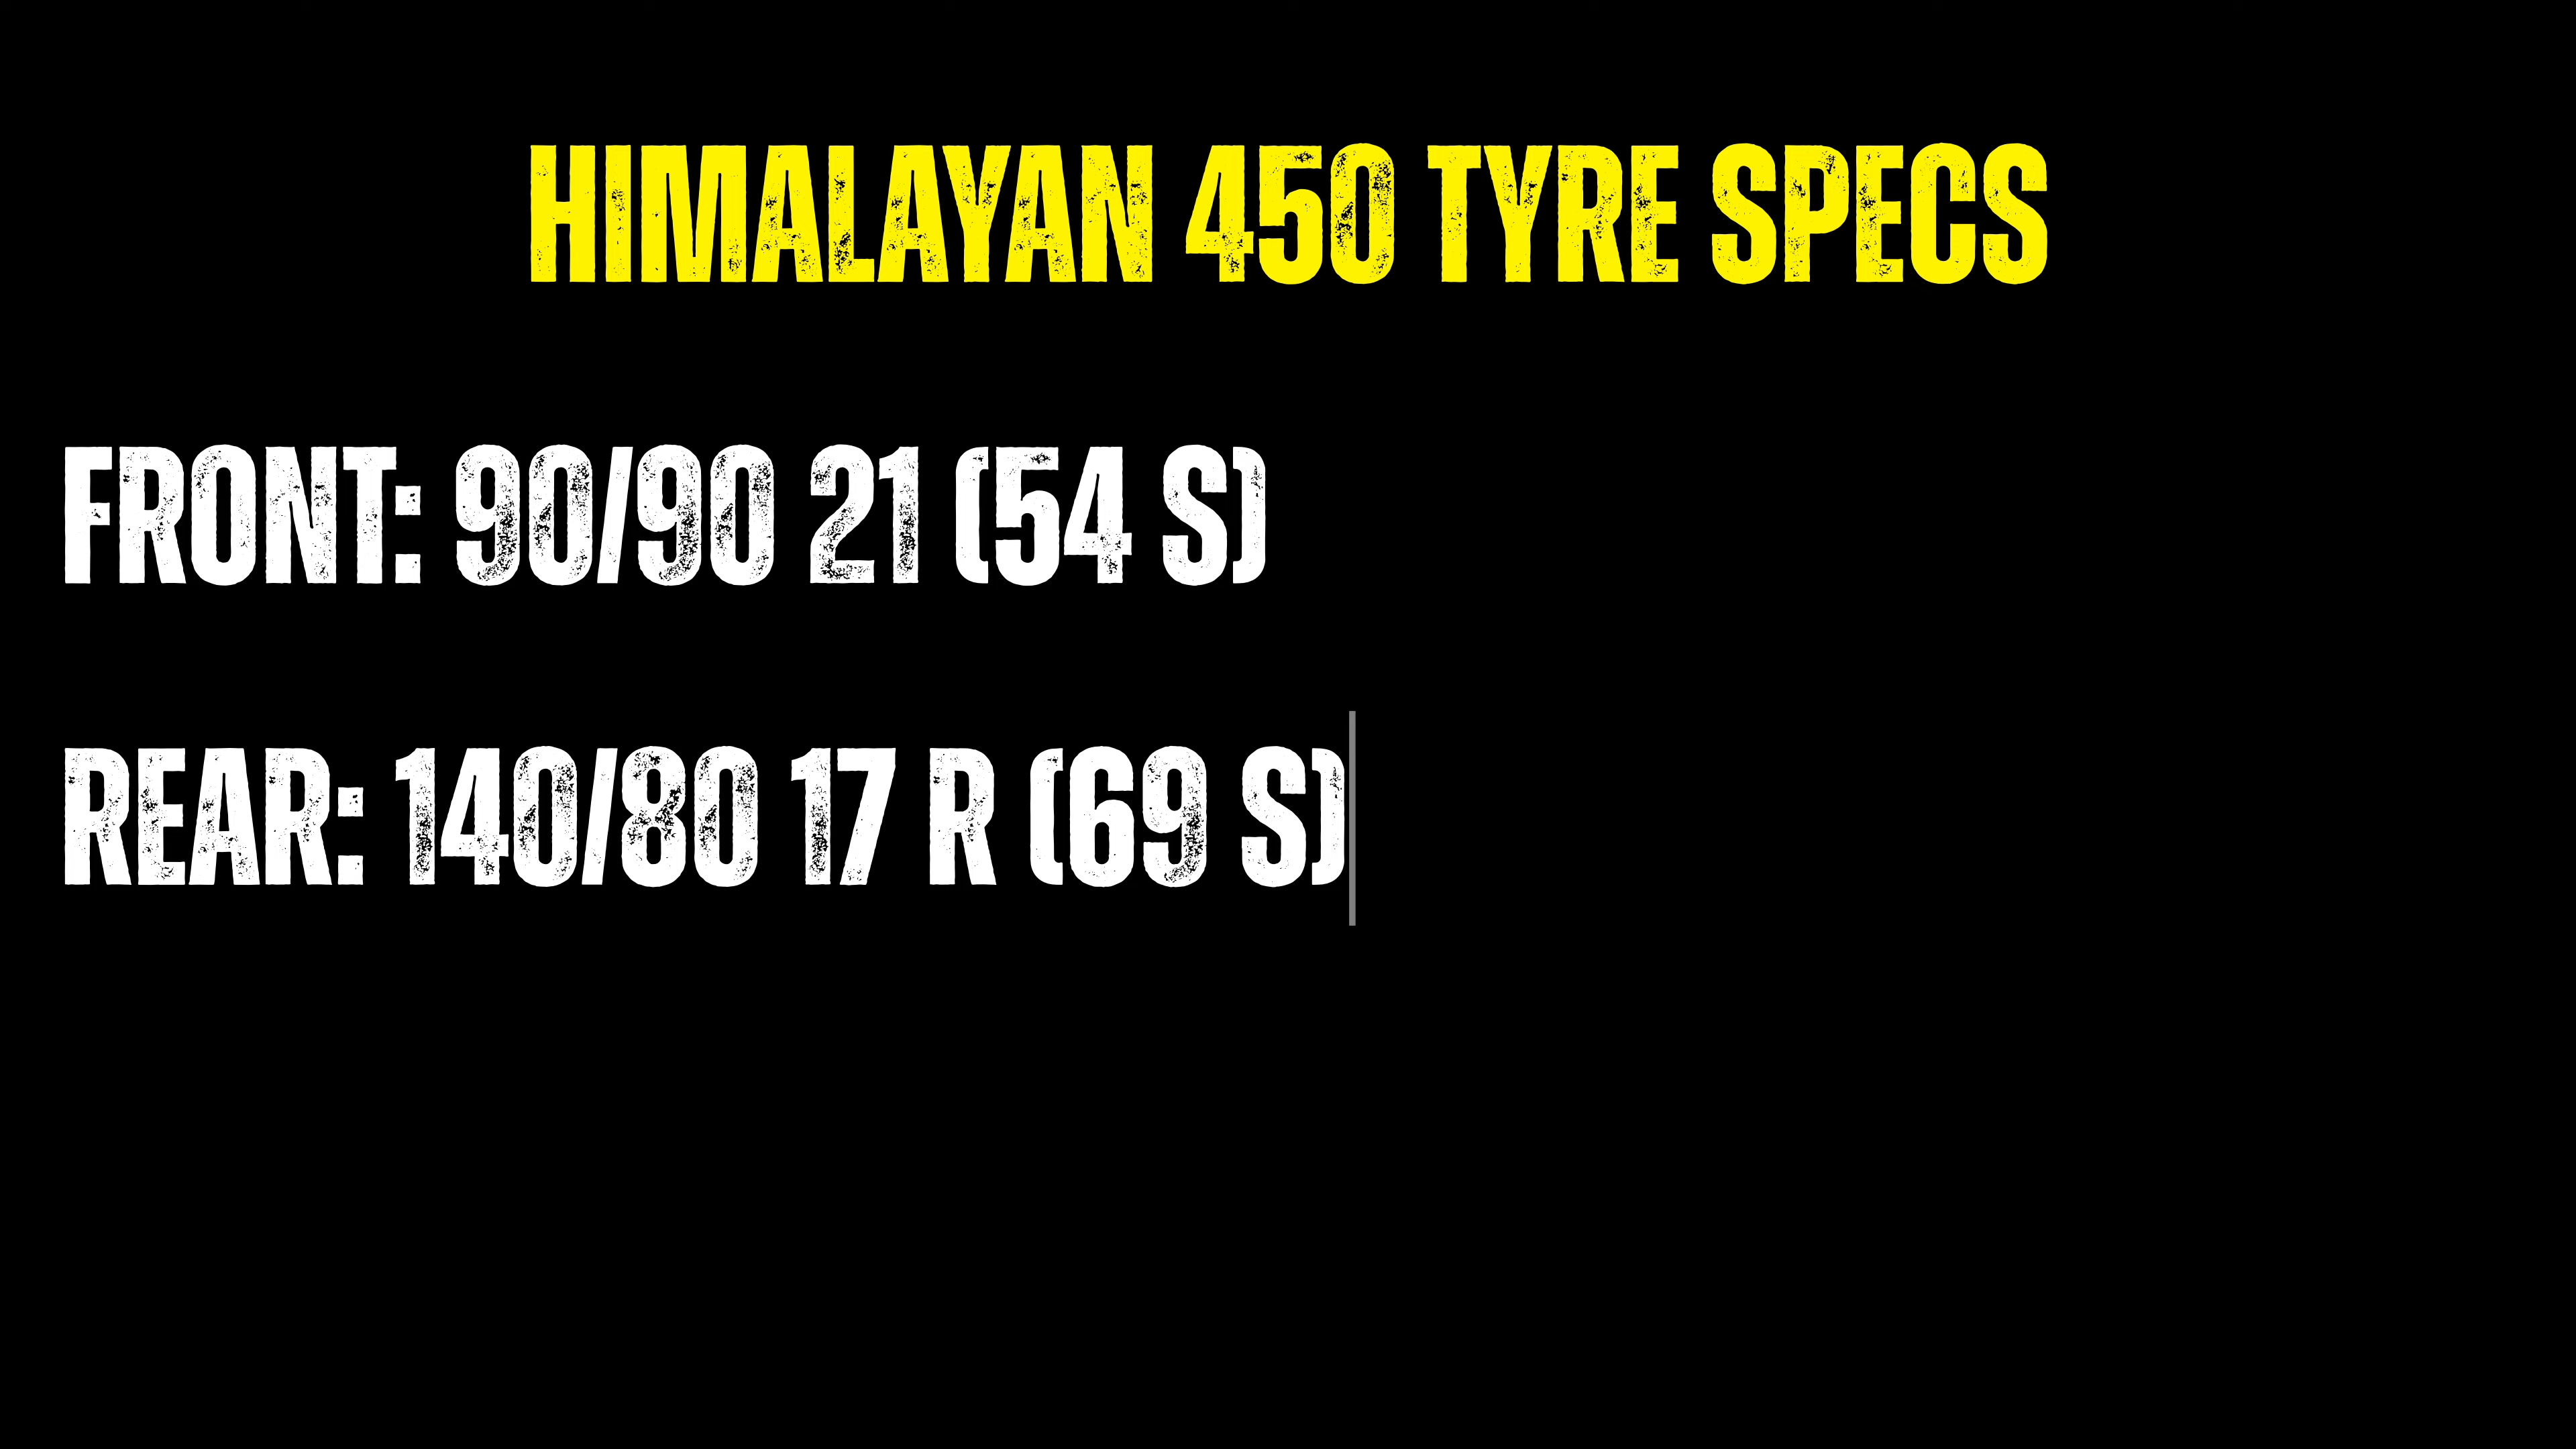 HIMALAYAN 450 TYRE SPECS
FRONT: 90/90 21 (54 S)
REAR: 140/80 17 R (69 S)